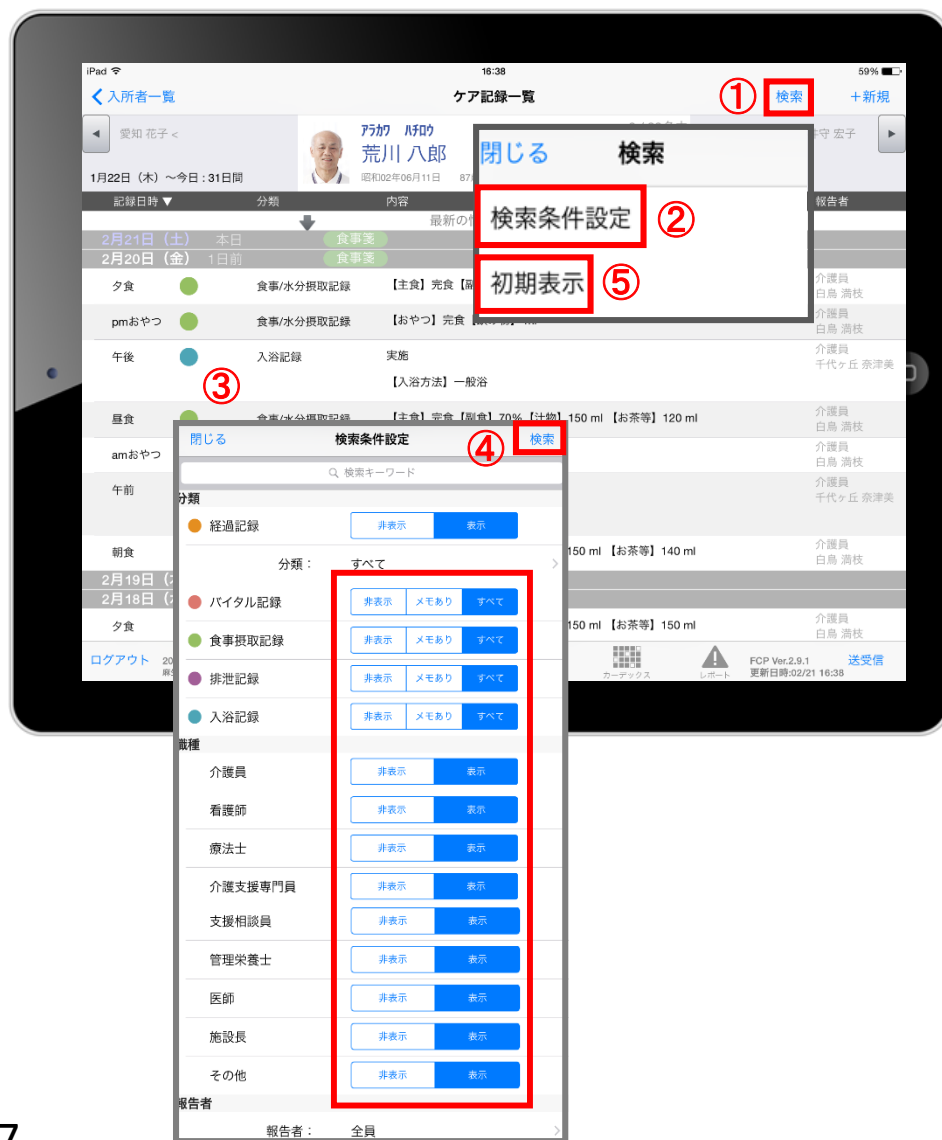 iPad 16:38 59%
入所者一覧 ケア記録一覧 ① 検索 +新規
愛知 花子 < 守 宏子
ｱﾗｶﾜ ﾊﾁﾛｳ
荒川 八郎
1月22日（木）～今日：31日間 昭和02年06月11日
閉じる 検索
検索条件設定 ②
初期表示 ⑤
記録日時 ▼ 分類 内容 報告者
最新の
2月21日（土） 本日 食事箋
2月20日（金） 1日前 食事箋
夕食 食事/水分摂取記録 【主食】完食 介護員
白鳥 満枝
pmおやつ 食事/水分摂取記録 【おやつ】完食 介護員
白鳥 満枝
午後 入浴記録 実施 介護員
千代ヶ丘 奈津美
③ 【入浴方法】一般浴
昼食 食事/水分摂取記録 【主食】完食【副食】70%【汁物】150 ml 【お茶等】120 ml 介護員
白鳥 満枝
amおやつ 介護員
白鳥 満枝
午前 介護員
千代ヶ丘 奈津美
朝食 150 ml 【お茶等】140 ml 介護員
白鳥 満枝
2月19日
2月18日
夕食 150 ml 【お茶等】150 ml 介護員
白鳥 満枝
ログアウト 20 カーデックス レポート FCP Ver.2.9.1 送受信
更新日時:02/21 16:38
閉じる 検索条件設定 ④ 検索
検索キーワード
分類
経過記録 非表示 表示
分類： すべて
バイタル記録 非表示 メモあり すべて
食事摂取記録 非表示 メモあり すべて
排泄記録 非表示 メモあり すべて
入浴記録 非表示 メモあり すべて
職種
介護員 非表示 表示
看護師 非表示 表示
療法士 非表示 表示
介護支援専門員 非表示 表示
支援相談員 非表示 表示
管理栄養士 非表示 表示
医師 非表示 表示
施設長 非表示 表示
その他 非表示 表示
報告者
報告者： 全員
7